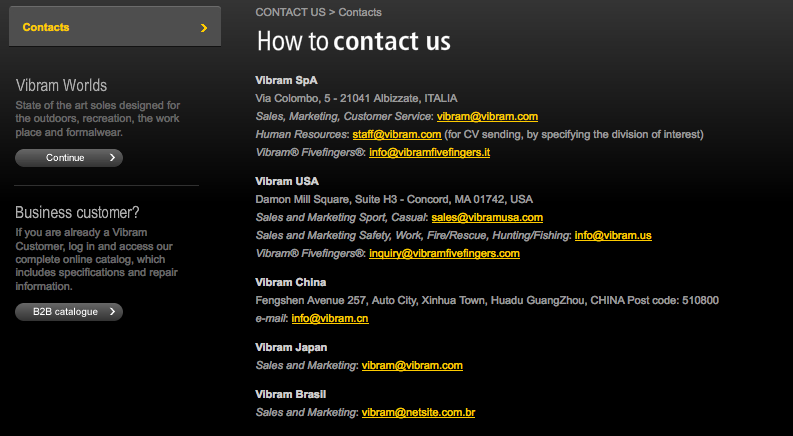 Contacts
Vibram Worlds
State of the art soles designed for
the outdoors, recreation, the work
place and formalwear.
Continue
Business customer?
If you are already a Vibram
Customer, log in and access our
complete online catalog, which
includes specifications and repair
information.
B2B catalogue
CONTACT US > Contacts
How to contact us
Vibram SpA
Via Colombo, 5 - 21041 Albizzate, ITALIA
Sales, Marketing, Customer Service: vibram@vibram.com
Human Resources: staff@vibram.com (for CV sending, by specifying the division of interest)
Vibram® Fivefingers®: info@vibramfivefingers.it
Vibram USA
Damon Mill Square, Suite H3 - Concord, MA 01742, USA
Sales and Marketing Sport, Casual: sales@vibramusa.com
Sales and Marketing Safety, Work, Fire/Rescue, Hunting/Fishing: info@vibram.us
Vibram® Fivefingers®: inquiry@vibramfivefingers.com
Vibram China
Fengshen Avenue 257, Auto City, Xinhua Town, Huadu GuangZhou, CHINA Post code: 510800
e-mail: info@vibram.cn
Vibram Japan
Sales and Marketing: vibram@vibram.com
Vibram Brasil
Sales and Marketing: vibram@netsite.com.br